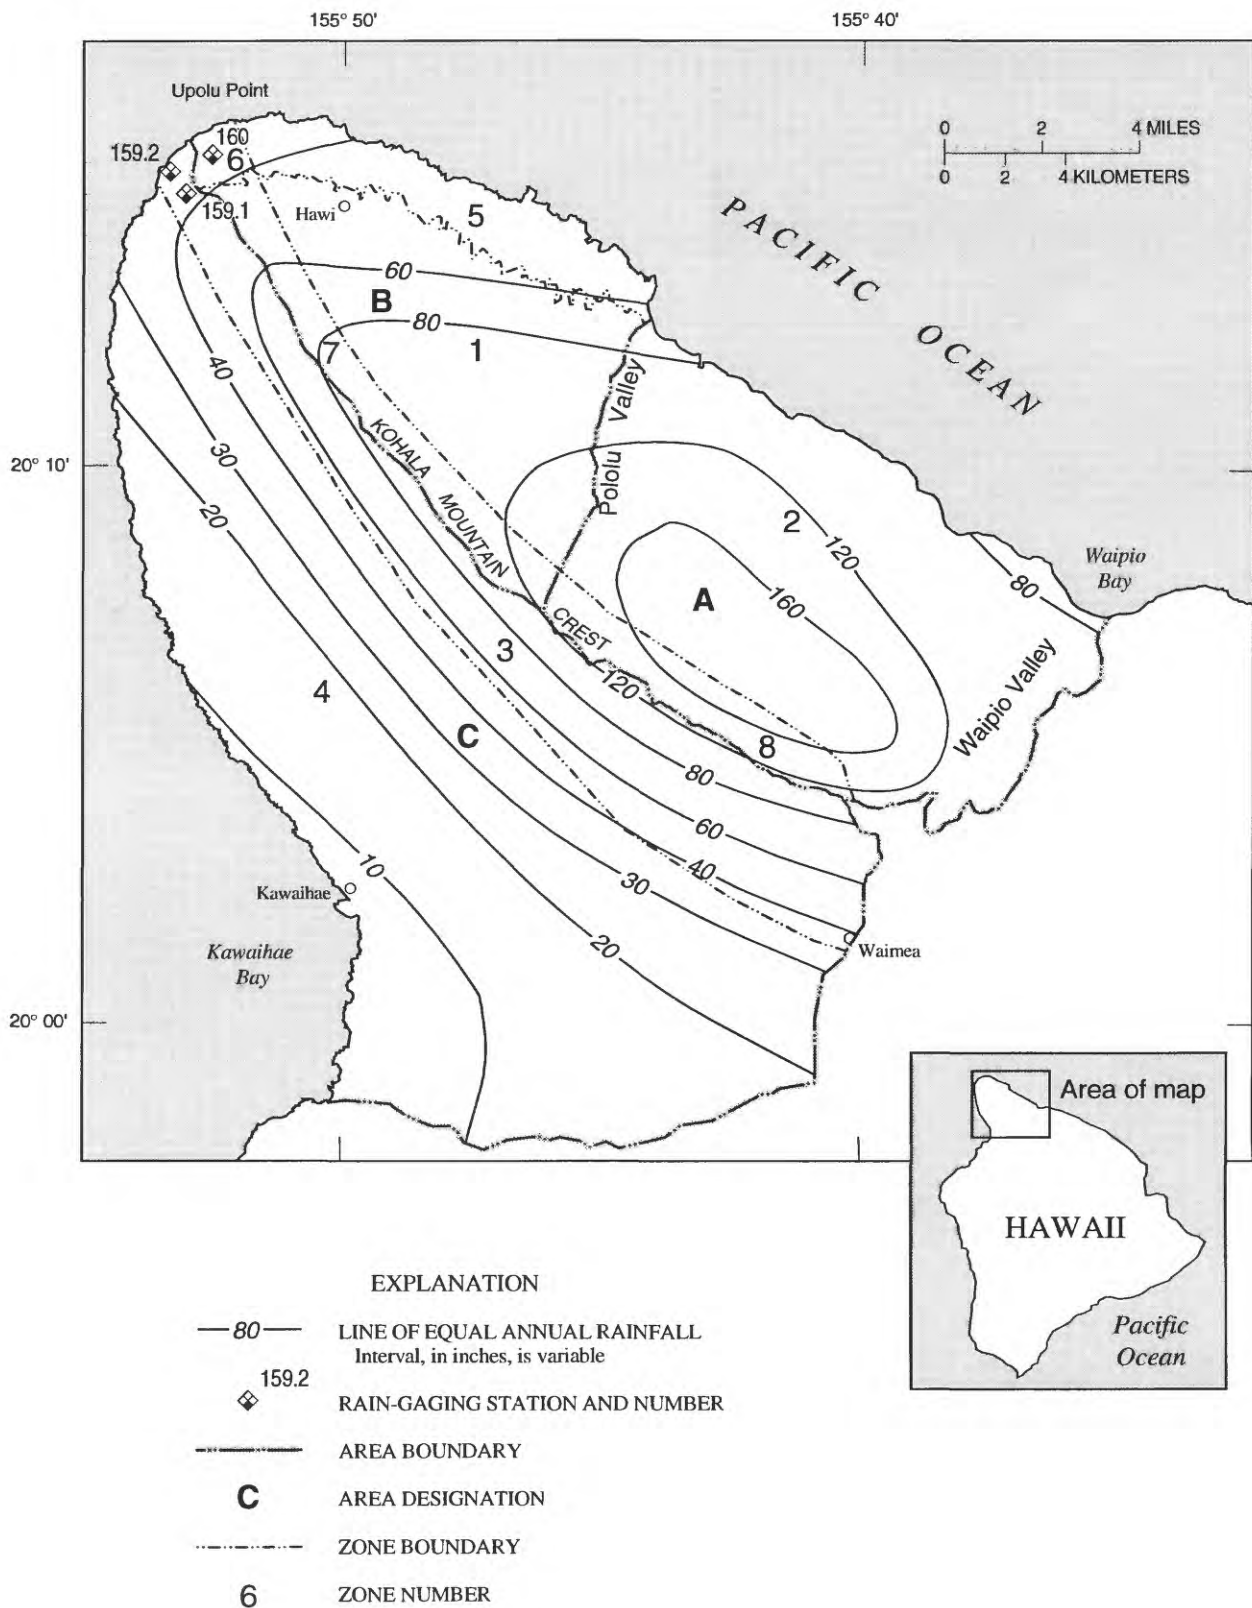 155° 50'
155° 40'
Upolu Point
0 2 4 MILES
0 2 4 KILOMETERS
160
159.2
6
159.1
Hawi
5
PACIFIC OCEAN
60
B
80
1
7
40
Pololu Valley
KOHALA MOUNTAIN CREST
30
20° 10'
20
2
120
Waipio
Bay
80
A
160
3
4
120
Waipio Valley
C
8
80
60
10
40
30
Kawaihae
20
Waimea
Kawaihae
Bay
20° 00'
Area of map
HAWAII
Pacific
Ocean
EXPLANATION
80 LINE OF EQUAL ANNUAL RAINFALL
Interval, in inches, is variable
159.2
RAIN-GAGING STATION AND NUMBER
AREA BOUNDARY
C AREA DESIGNATION
ZONE BOUNDARY
6 ZONE NUMBER